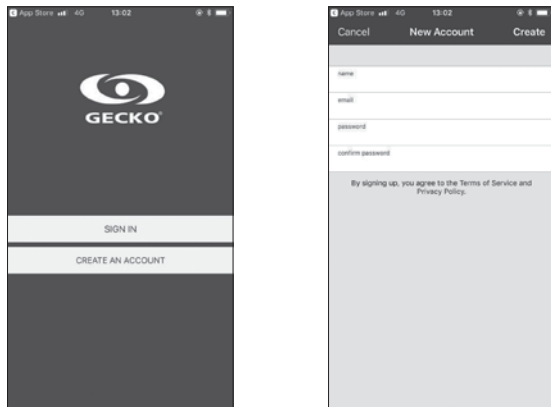 App Store 4G 13:02
GECKO
SIGN IN
CREATE AN ACCOUNT
App Store 4G 13:02
Cancel New Account Create
name
email
password
confirm password
By signing up, you agree to the Terms of Service and
Privacy Policy.